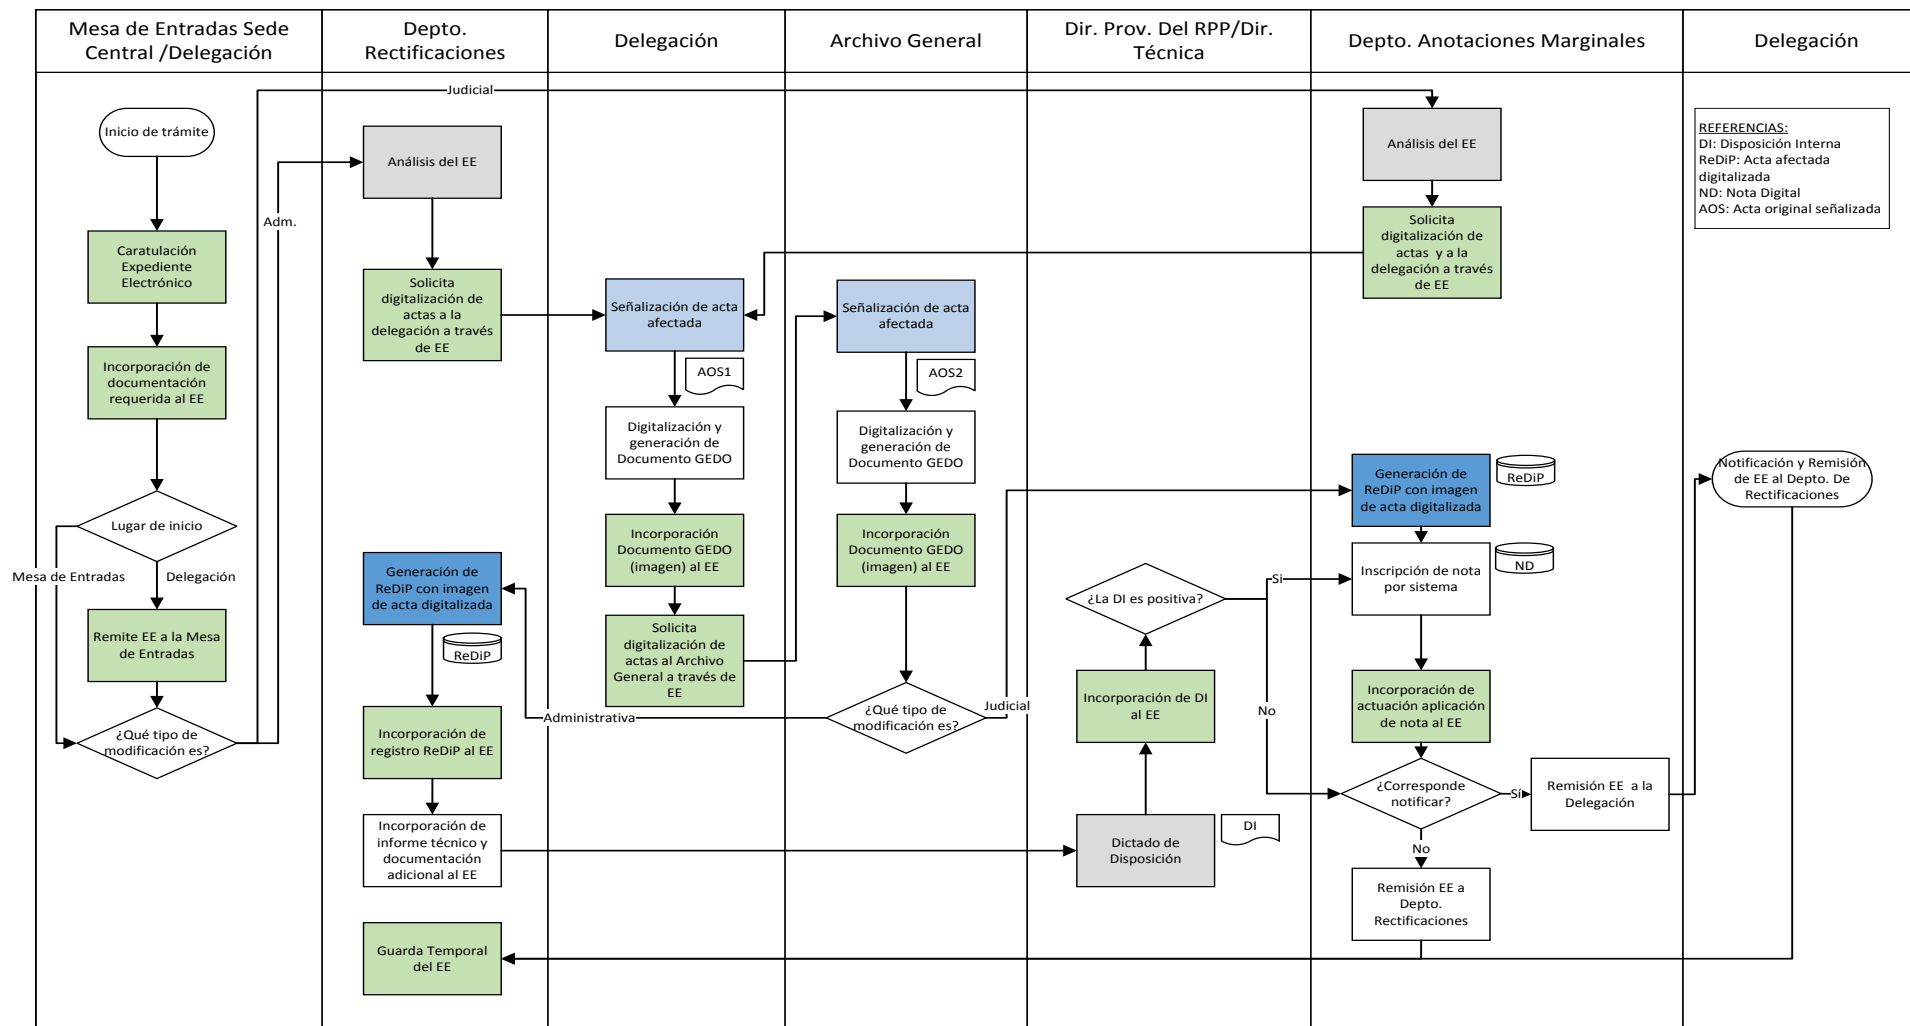 Mesa de Entradas Sede
Central /Delegación
Depto.
Rectificaciones
Delegación
Archivo General
Dir. Prov. Del RPP/Dir.
Técnica
Depto. Anotaciones Marginales
Delegación
Inicio de trámite
Caratulación
Expediente
Electrónico
Incorporación de
documentación
requerida al EE
Lugar de inicio
Mesa de Entradas
Delegación
Remite EE a la Mesa
de Entradas
¿Qué tipo de
modificación es?
Judicial
Adm.
Análisis del EE
Solicita
digitalización de
actas a la
delegación a través
de EE
Generación de
ReDiP con imagen
de acta digitalizada
ReDiP
Incorporación de
registro ReDiP al EE
Incorporación de
informe técnico y
documentación
adicional al EE
Guarda Temporal
del EE
Señalización de acta
afectada
AOS1
Digitalización y
generación de
Documento GEDO
Incorporación
Documento GEDO
(imagen) al EE
Solicita
digitalización de
actas al Archivo
General a través de
EE
Administrativa
Señalización de acta
afectada
AOS2
Digitalización y
generación de
Documento GEDO
Incorporación
Documento GEDO
(imagen) al EE
¿Qué tipo de
modificación es?
Judicial
¿La DI es positiva?
Si
No
Incorporación de DI
al EE
Dictado de
Disposición
DI
Análisis del EE
Solicita
digitalización de
actas y a la
delegación a través
de EE
Generación de
ReDiP con imagen
de acta digitalizada
ReDiP
Inscripción de nota
por sistema
ND
Incorporación de
actuación aplicación
de nota al EE
¿Corresponde
notificar?
Sí
No
Remisión EE a la
Delegación
Remisión EE a
Depto.
Rectificaciones
REFERENCIAS:
DI: Disposición Interna
ReDiP: Acta afectada
digitalizada
ND: Nota Digital
AOS: Acta original señalizada
Notificación y Remisión
de EE al Depto. De
Rectificaciones